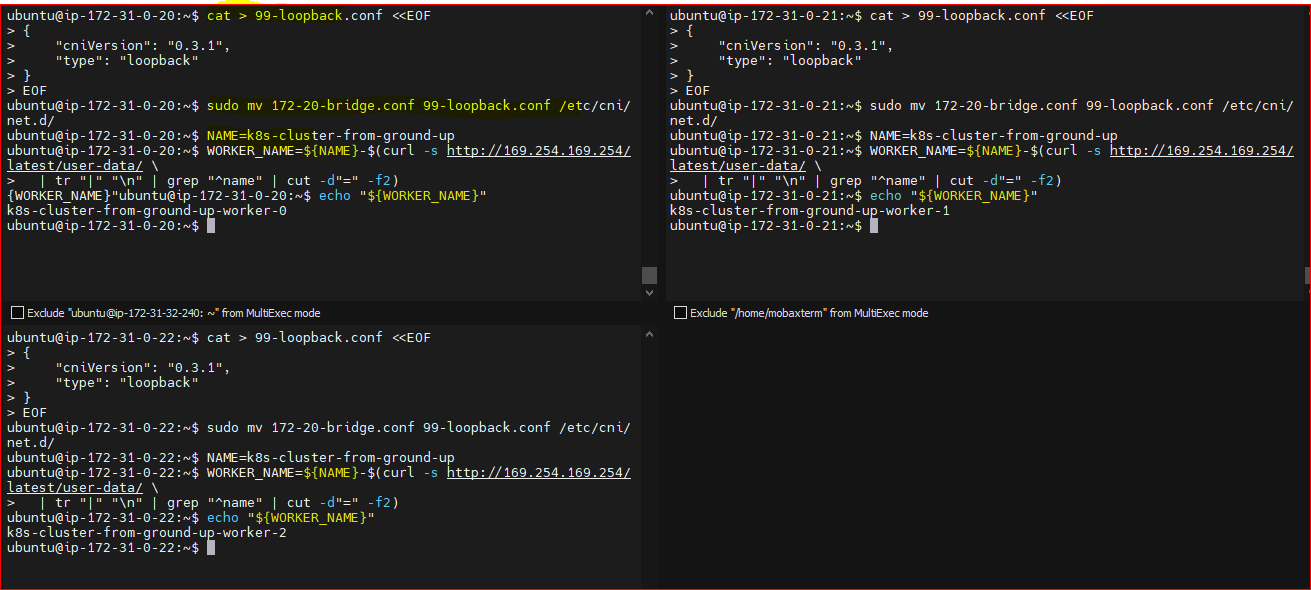 ubuntu@ip-172-31-0-20:~$ cat > 99-loopback.conf <<EOF
> {
>     "cniVersion": "0.3.1",
>     "type": "loopback"
> }
> EOF
ubuntu@ip-172-31-0-20:~$ sudo mv 172-20-bridge.conf 99-loopback.conf /etc/cni/
net.d/
ubuntu@ip-172-31-0-20:~$ NAME=k8s-cluster-from-ground-up
ubuntu@ip-172-31-0-20:~$ WORKER_NAME=${NAME}-$(curl -s http://169.254.169.254/
latest/user-data/ \
>   | tr "|" "\n" | grep "^name" | cut -d"=" -f2)
{WORKER_NAME}"ubuntu@ip-172-31-0-20:~$ echo "${WORKER_NAME}"
k8s-cluster-from-ground-up-worker-0
ubuntu@ip-172-31-0-20:~$
ubuntu@ip-172-31-0-21:~$ cat > 99-loopback.conf <<EOF
> {
>     "cniVersion": "0.3.1",
>     "type": "loopback"
> }
> EOF
ubuntu@ip-172-31-0-21:~$ sudo mv 172-20-bridge.conf 99-loopback.conf /etc/cni/
net.d/
ubuntu@ip-172-31-0-21:~$ NAME=k8s-cluster-from-ground-up
ubuntu@ip-172-31-0-21:~$ WORKER_NAME=${NAME}-$(curl -s http://169.254.169.254/
latest/user-data/ \
>   | tr "|" "\n" | grep "^name" | cut -d"=" -f2)
ubuntu@ip-172-31-0-21:~$ echo "${WORKER_NAME}"
k8s-cluster-from-ground-up-worker-1
ubuntu@ip-172-31-0-21:~$
Exclude "ubuntu@ip-172-31-32-240: ~" from MultiExec mode
Exclude "/home/mobaxterm" from MultiExec mode
ubuntu@ip-172-31-0-22:~$ cat > 99-loopback.conf <<EOF
> {
>     "cniVersion": "0.3.1",
>     "type": "loopback"
> }
> EOF
ubuntu@ip-172-31-0-22:~$ sudo mv 172-20-bridge.conf 99-loopback.conf /etc/cni/
net.d/
ubuntu@ip-172-31-0-22:~$ NAME=k8s-cluster-from-ground-up
ubuntu@ip-172-31-0-22:~$ WORKER_NAME=${NAME}-$(curl -s http://169.254.169.254/
latest/user-data/ \
>   | tr "|" "\n" | grep "^name" | cut -d"=" -f2)
ubuntu@ip-172-31-0-22:~$ echo "${WORKER_NAME}"
k8s-cluster-from-ground-up-worker-2
ubuntu@ip-172-31-0-22:~$